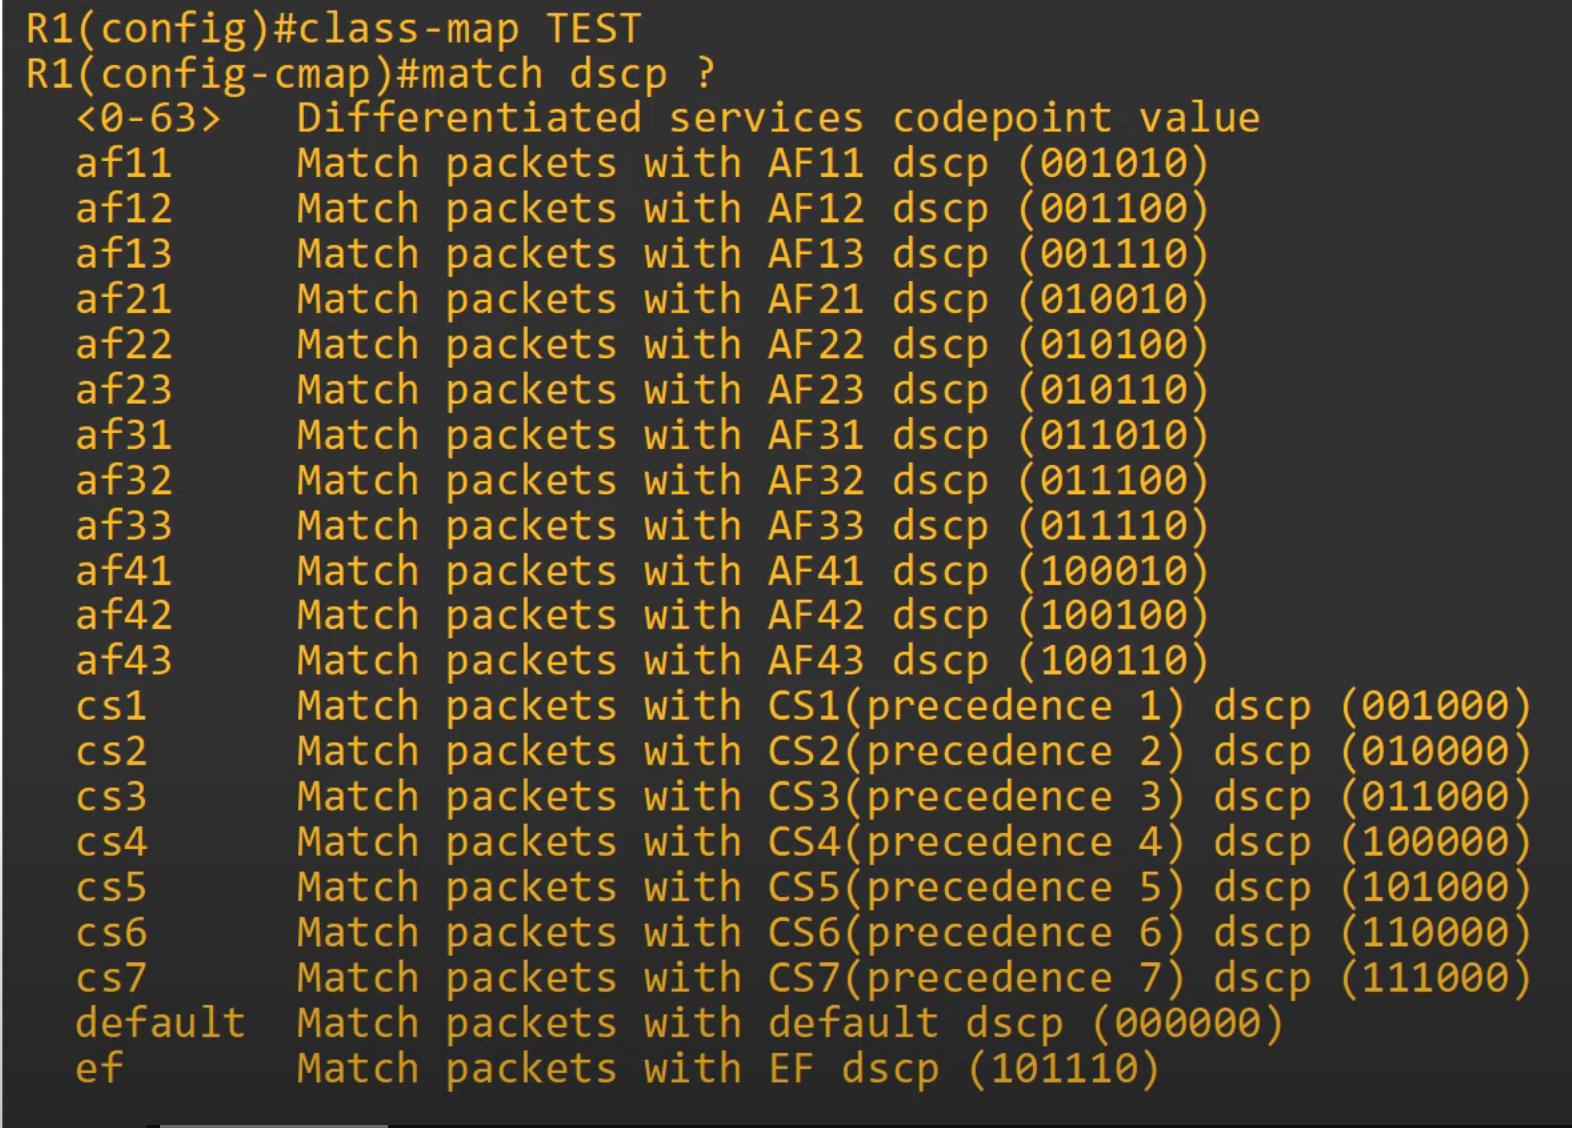 R1(config)#class-map TEST
R1(config-cmap)#match dscp ?
<0-63> Differentiated services codepoint value
af11 Match packets with AF11 dscp (001010)
af12 Match packets with AF12 dscp (001100)
af13 Match packets with AF13 dscp (001110)
af21 Match packets with AF21 dscp (010010)
af22 Match packets with AF22 dscp (010100)
af23 Match packets with AF23 dscp (010110)
af31 Match packets with AF31 dscp (011010)
af32 Match packets with AF32 dscp (011100)
af33 Match packets with AF33 dscp (011110)
af41 Match packets with AF41 dscp (100010)
af42 Match packets with AF42 dscp (100100)
af43 Match packets with AF43 dscp (100110)
cs1 Match packets with CS1(precedence 1) dscp (001000)
cs2 Match packets with CS2(precedence 2) dscp (010000)
cs3 Match packets with CS3(precedence 3) dscp (011000)
cs4 Match packets with CS4(precedence 4) dscp (100000)
cs5 Match packets with CS5(precedence 5) dscp (101000)
cs6 Match packets with CS6(precedence 6) dscp (110000)
cs7 Match packets with CS7(precedence 7) dscp (111000)
default Match packets with default dscp (000000)
ef Match packets with EF dscp (101110)